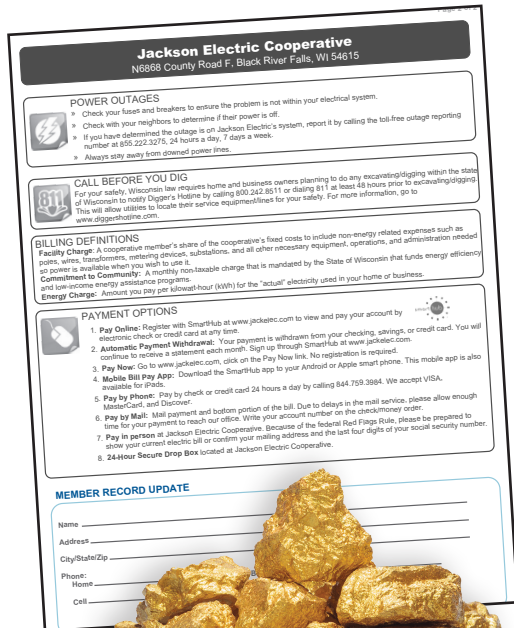 Page 2 of 2
Jackson Electric Cooperative
N6868 County Road F, Black River Falls, WI 54615
POWER OUTAGES
» Check your fuses and breakers to ensure the problem is not within your electrical system.
» Check with your neighbors to determine if their power is off.
» If you have determined the outage is on Jackson Electric's system, report it by calling the toll-free outage reporting
number at 855.222.3275, 24 hours a day, 7 days a week.
» Always stay away from downed power lines.
811
CALL BEFORE YOU DIG
For your safety, Wisconsin law requires home and business owners planning to do any excavating/digging within the state
of Wisconsin to notify Digger's Hotline by calling 800.242.8511 or dialing 811 at least 48 hours prior to excavating/digging.
This will allow utilities to locate their service equipment/lines for your safety. For more information, go to
www.diggershotline.com.
BILLING DEFINITIONS
Facility Charge: A cooperative member's share of the cooperative's fixed costs to include non-energy related expenses such as
poles, wires, transformers, metering devices, substations, and all other necessary equipment, operations, and administration needed
so power is available when you wish to use it.
Commitment to Community: A monthly non-taxable charge that is mandated by the State of Wisconsin that funds energy efficiency
and low-income energy assistance programs.
Energy Charge: Amount you pay per kilowatt-hour (kWh) for the "actual" electricity used in your home or business.
PAYMENT OPTIONS
1. Pay Online: Register with SmartHub at www.jackelec.com to view and pay your account by
electronic check or credit card at any time.
2. Automatic Payment Withdrawal: Your payment is withdrawn from your checking, savings, or credit card. You will
continue to receive a statement each month. Sign up through SmartHub at www.jackelec.com.
3. Pay Now: Go to www.jackelec.com, click on the Pay Now link. No registration is required.
4. Mobile Bill Pay App: Download the SmartHub app to your Android or Apple smart phone. This mobile app is also
available for iPads.
5. Pay by Phone: Pay by check or credit card 24 hours a day by calling 844.759.3984. We accept VISA,
MasterCard, and Discover.
6. Pay by Mail: Mail payment and bottom portion of the bill. Due to delays in the mail service, please allow enough
time for your payment to reach our office. Write your account number on the check/money order.
7. Pay in person at Jackson Electric Cooperative. Because of the federal Red Flags Rule, please be prepared to
show your current electric bill or confirm your mailing address and the last four digits of your social security number.
8. 24-Hour Secure Drop Box located at Jackson Electric Cooperative.
MEMBER RECORD UPDATE
Name
Address
City/State/Zip
Phone:
Home
Cell